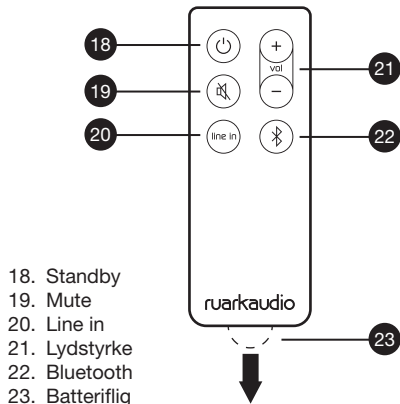 18
19
20
21
22
23
+
vol
−
line in
ruarkaudio
18. Standby
19. Mute
20. Line in
21. Lydstyrke
22. Bluetooth
23. Batteriflig